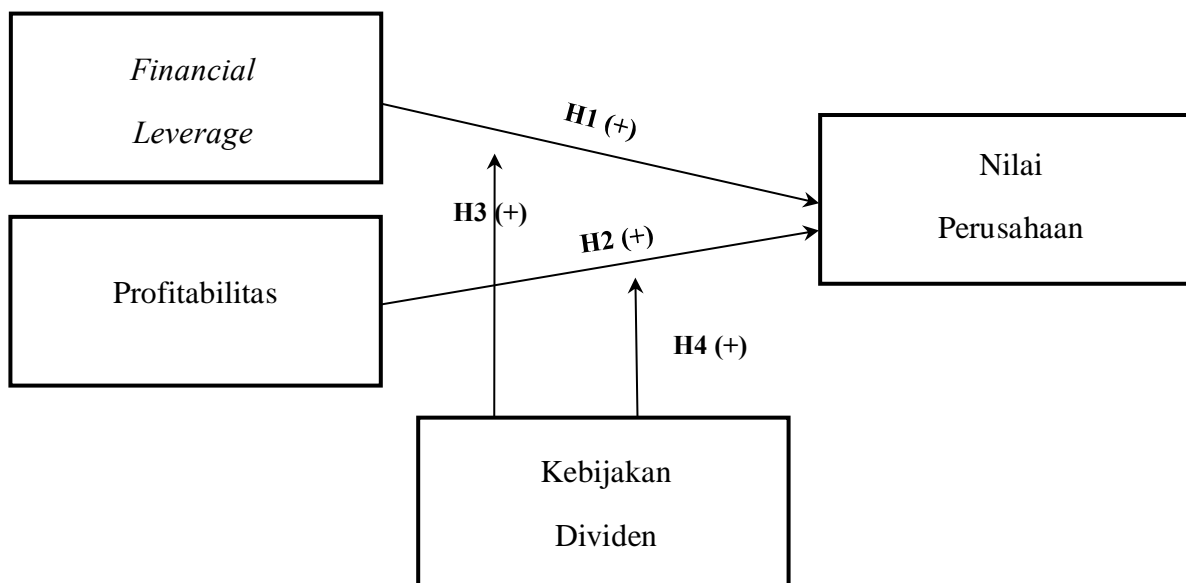 Financial
Leverage
H1 (+)
Nilai
Perusahaan
H3 (+)
H2 (+)
Profitabilitas
H4 (+)
Kebijakan
Dividen